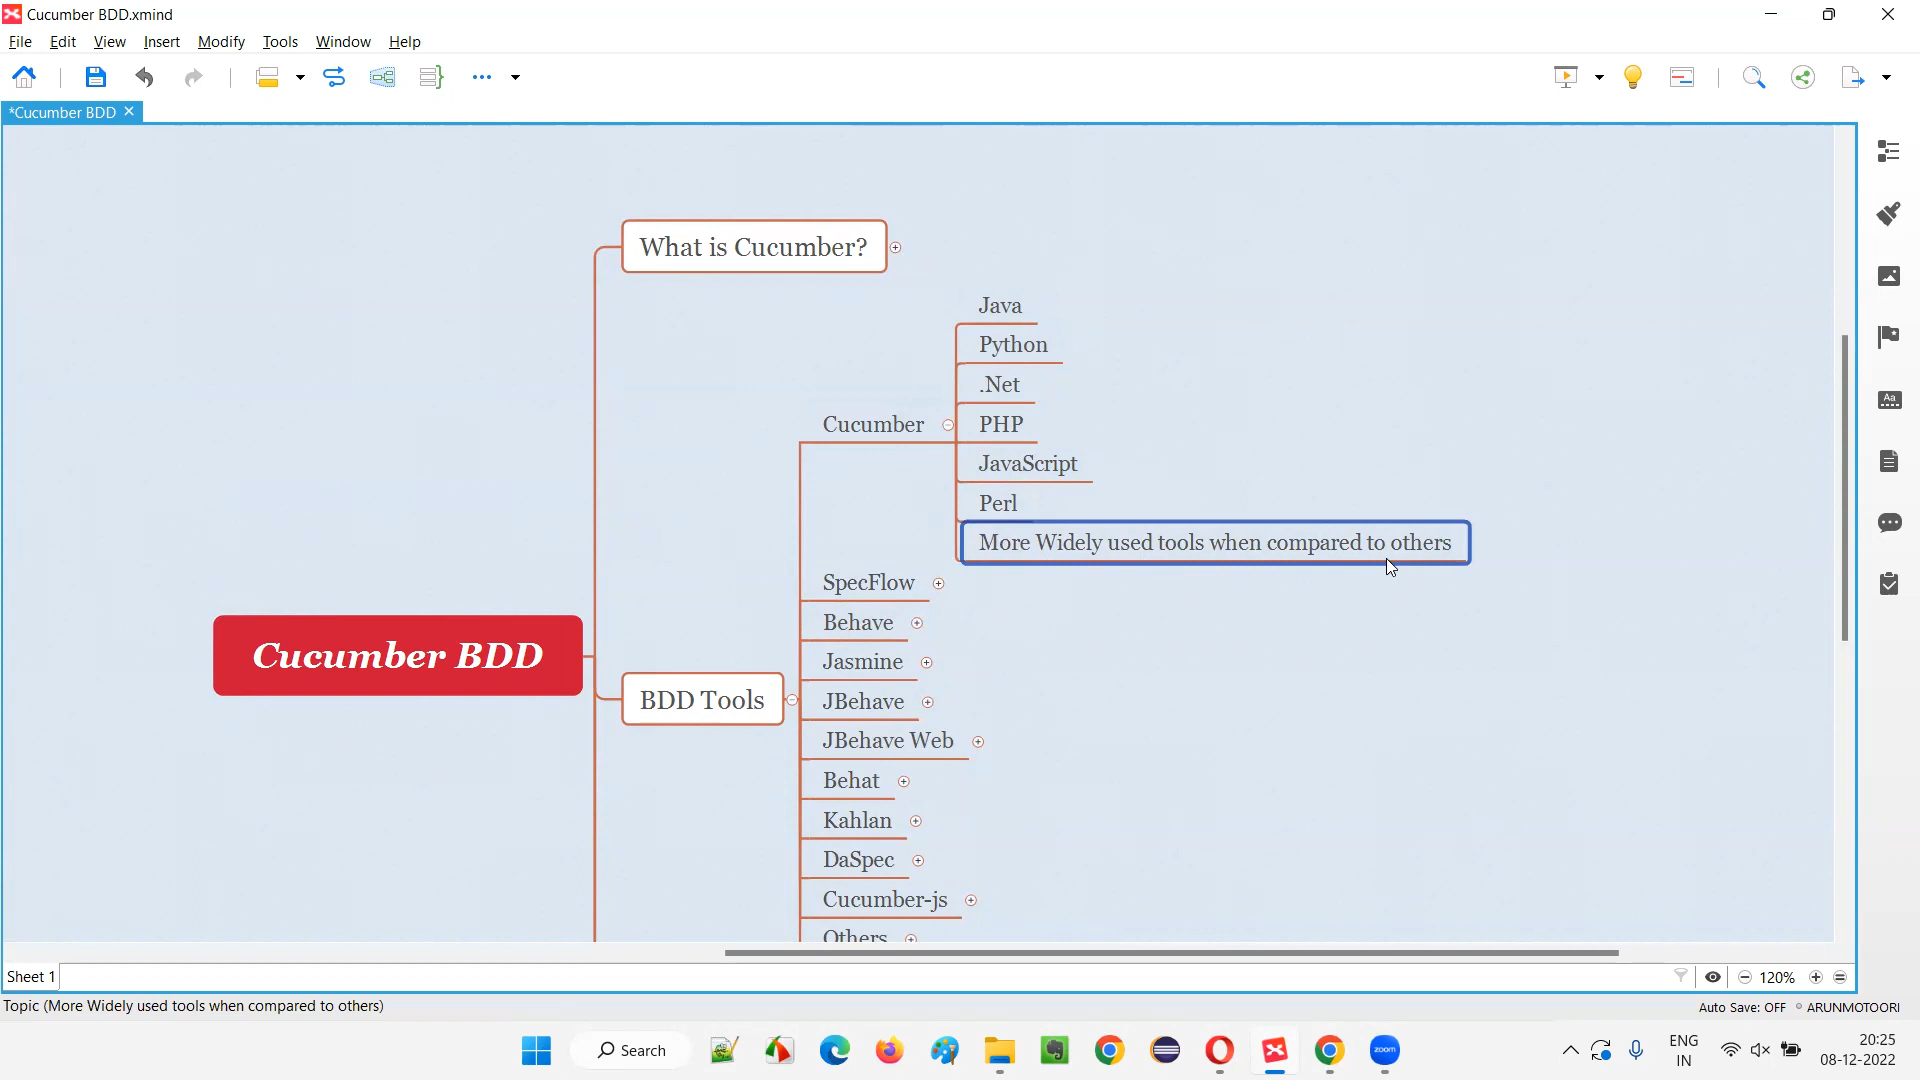 Cucumber BDD.xmind
File Edit View Insert Modify Tools Window Help
*Cucumber BDD
What is Cucumber?
Java
Python
.Net
Cucumber
PHP
JavaScript
Perl
More Widely used tools when compared to others
SpecFlow
Behave
Jasmine
Cucumber BDD
BDD Tools
JBehave
JBehave Web
Behat
Kahlan
DaSpec
Cucumber-js
Others
Sheet 1
120%
Topic (More Widely used tools when compared to others)
Auto Save: OFF
ARUNMOTOORI
Search
zoom
ENG
IN
20:25
08-12-2022